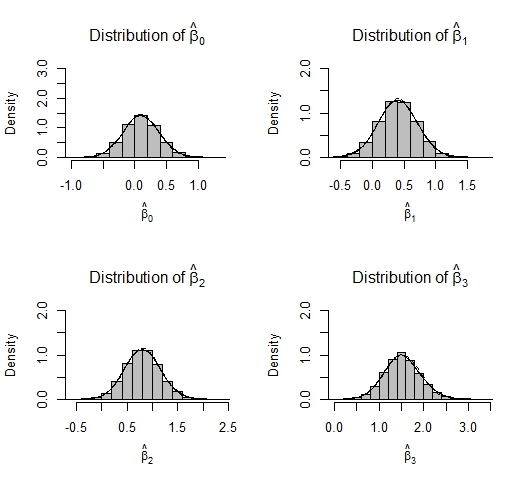 Distribution of β̂₀
Density
0.0 1.0 2.0 3.0
-1.0 0.0 0.5 1.0
β̂₀
Distribution of β̂₁
Density
0.0 1.0 2.0
-0.5 0.0 0.5 1.0 1.5
β̂₁
Distribution of β̂₂
Density
0.0 1.0 2.0
-0.5 0.5 1.5 2.5
β̂₂
Distribution of β̂₃
Density
0.0 1.0 2.0
0.0 1.0 2.0 3.0
β̂₃